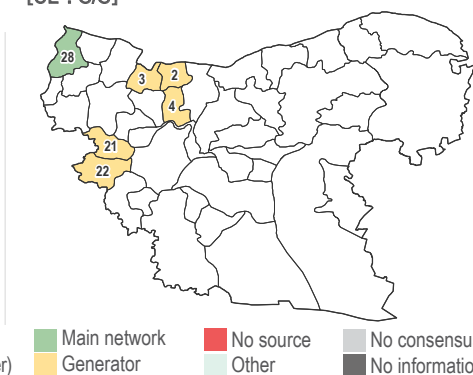 28
3 2
4
21
22
Main network
No source
No consensu
Generator
Other
No informatio